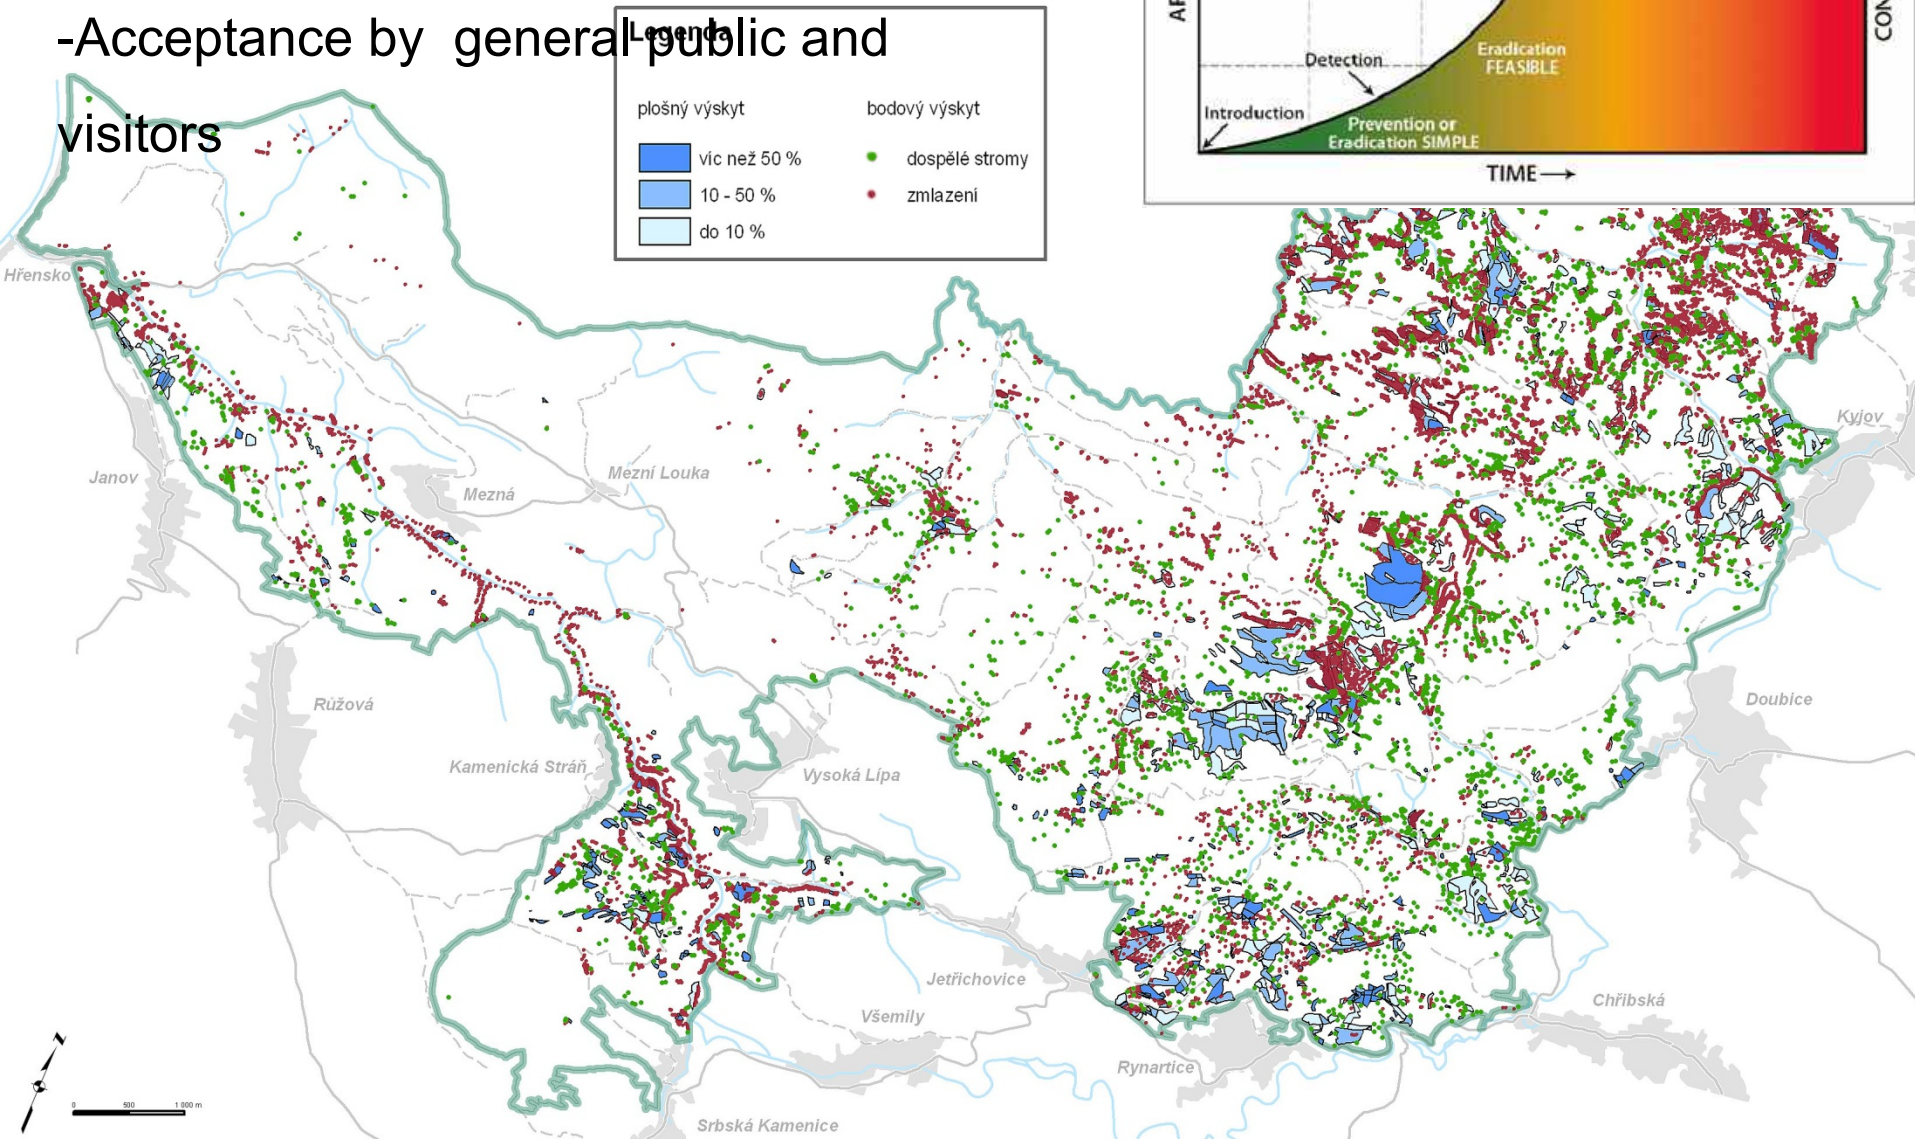 -Acceptance by general public and
visitors
Legenda
plošný výskyt
bodový výskyt
víc než 50 %
dospělé stromy
10 - 50 %
zmlazení
do 10 %
Detection
Eradication
FEASIBLE
Introduction
Prevention or
Eradication SIMPLE
TIME
Hřensko
Janov
Mezná
Mezní Louka
Kyjov
Růžová
Kamenická Stráň
Vysoká Lípa
Doubice
Jetřichovice
Všemily
Rynartice
Chřibská
Srbská Kamenice
Z
0 500 1 000 m